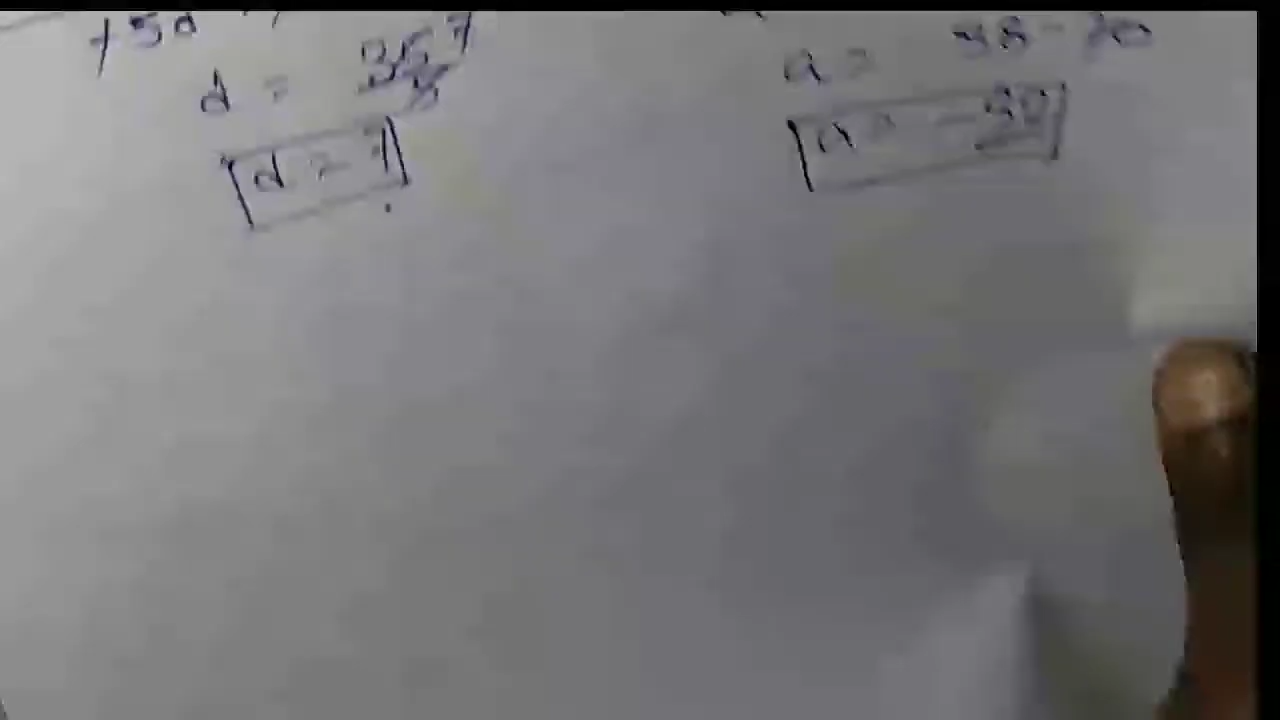 +5d
d = 35/5 7
d = 7
a = 38-70
a = -32